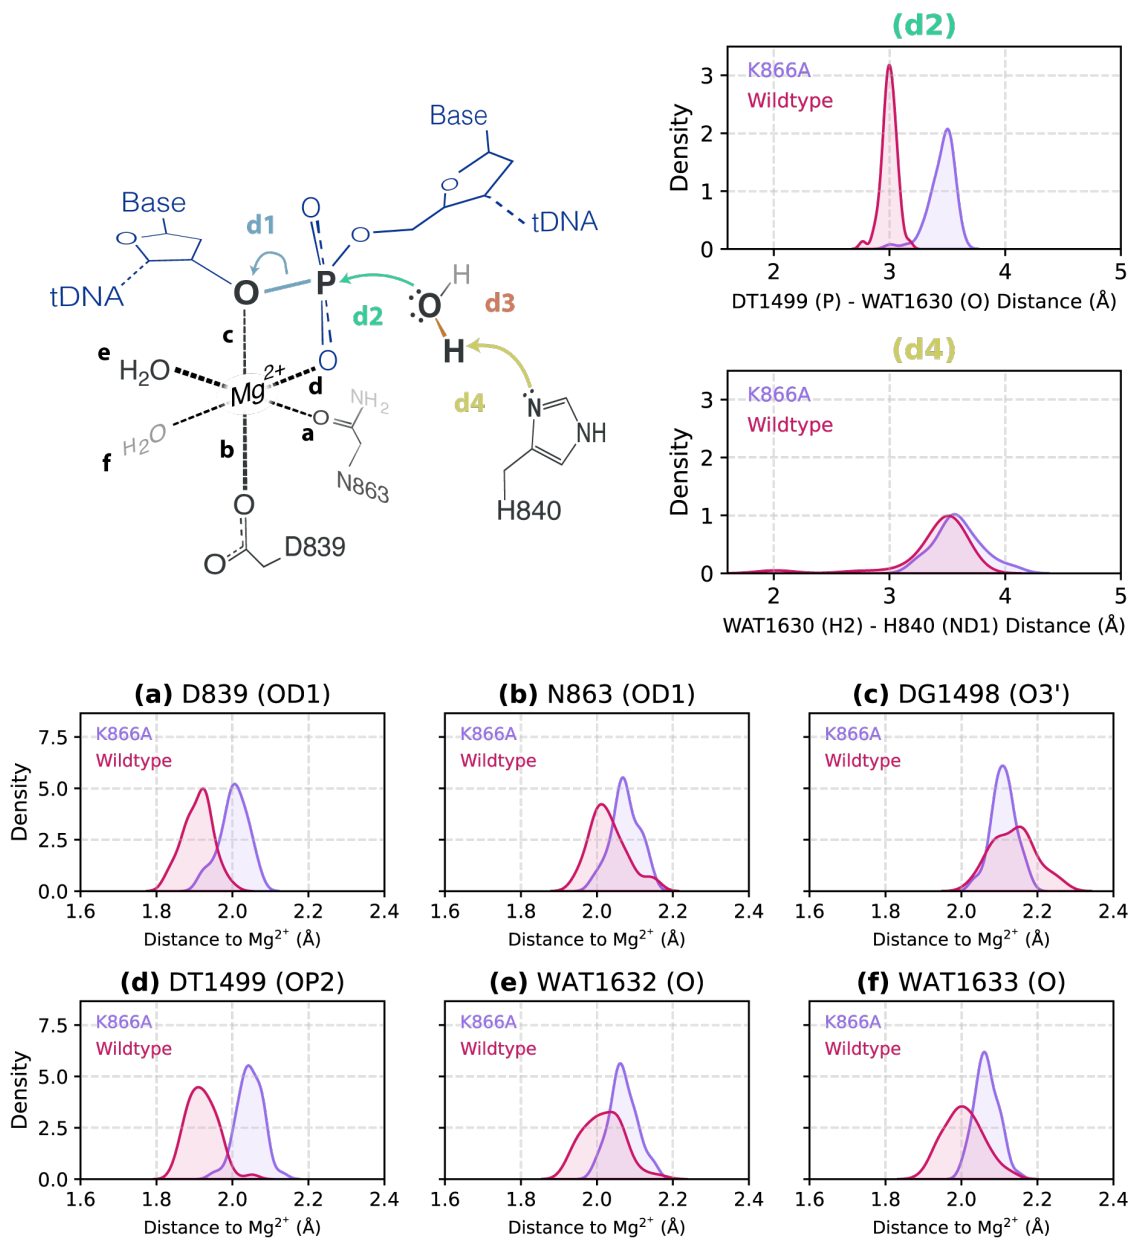 Base
O
tDNA
Base
O
tDNA
d1
O
O
P
O
O
H
H
d2
d3
d4
c
e
H₂O
Mg²⁺
d
f
H₂O
b
a
O
NH₂
N863
N
NH
H840
O
O
D839
(d2)
K866A
Wildtype
Density
3
2
1
0
2 3 4 5
DT1499 (P) - WAT1630 (O) Distance (Å)
(d4)
K866A
Wildtype
Density
3
2
1
0
2 3 4 5
WAT1630 (H2) - H840 (ND1) Distance (Å)
(a) D839 (OD1)
K866A
Wildtype
Density
7.5
5.0
2.5
0.0
1.6 1.8 2.0 2.2 2.4
Distance to Mg²⁺ (Å)
(b) N863 (OD1)
K866A
Wildtype
1.6 1.8 2.0 2.2 2.4
Distance to Mg²⁺ (Å)
(c) DG1498 (O3')
K866A
Wildtype
1.6 1.8 2.0 2.2 2.4
Distance to Mg²⁺ (Å)
(d) DT1499 (OP2)
K866A
Wildtype
Density
7.5
5.0
2.5
0.0
1.6 1.8 2.0 2.2 2.4
Distance to Mg²⁺ (Å)
(e) WAT1632 (O)
K866A
Wildtype
1.6 1.8 2.0 2.2 2.4
Distance to Mg²⁺ (Å)
(f) WAT1633 (O)
K866A
Wildtype
1.6 1.8 2.0 2.2 2.4
Distance to Mg²⁺ (Å)